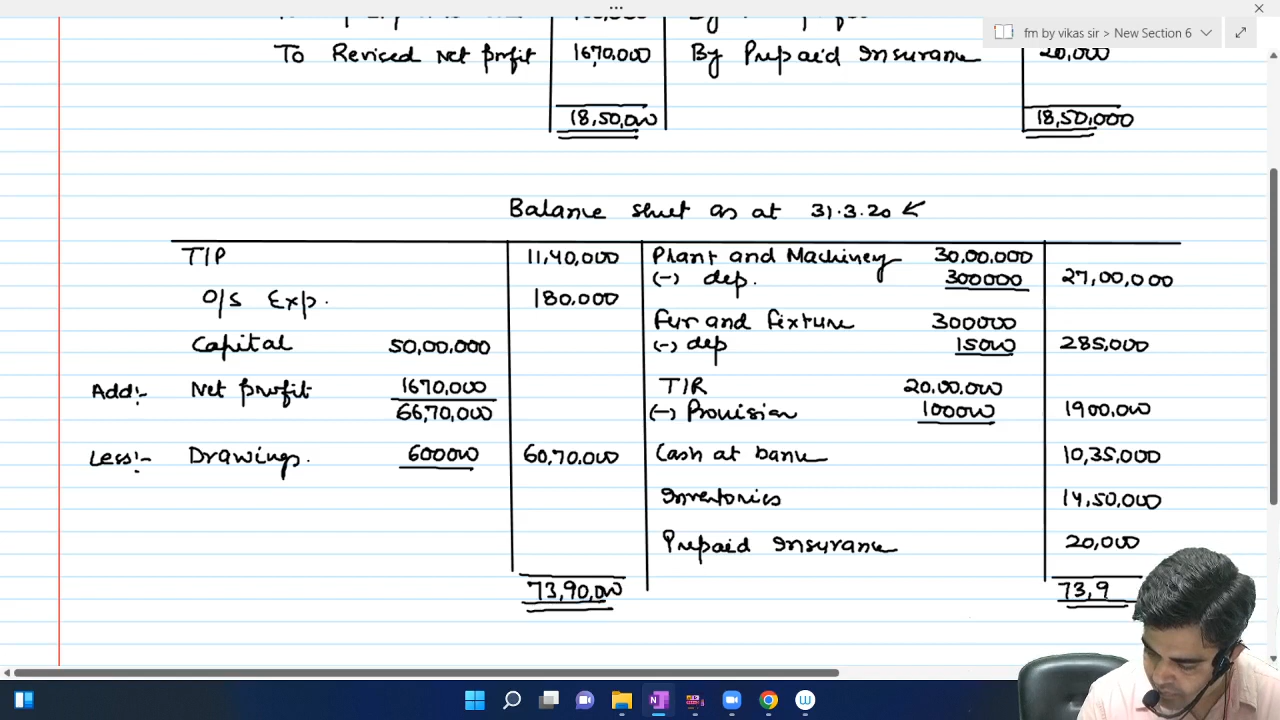 fm by vikas sir > New Section 6
To Revised Net profit 16,70,000 By Prepaid Insurance 20,000
18,50,000 18,50,000
Balance sheet as at 31.3.20
TIP 11,40,000 Plant and Machinery 30,00,000
(-) dep. 300000 27,00,000
O/S Exp. 180,000
Fur and fixture 300000
Capital 50,00,000 (-) dep 15000 285,000
Add:- Net profit 1670,000 TIR 20,00,000
66,70,000 (-) Provision 100000 1900,000
Less:- Drawings. 600000 60,70,000 Cash at bank 10,35,000
Inventories 14,50,000
Prepaid Insurance 20,000
73,90,000 73,9